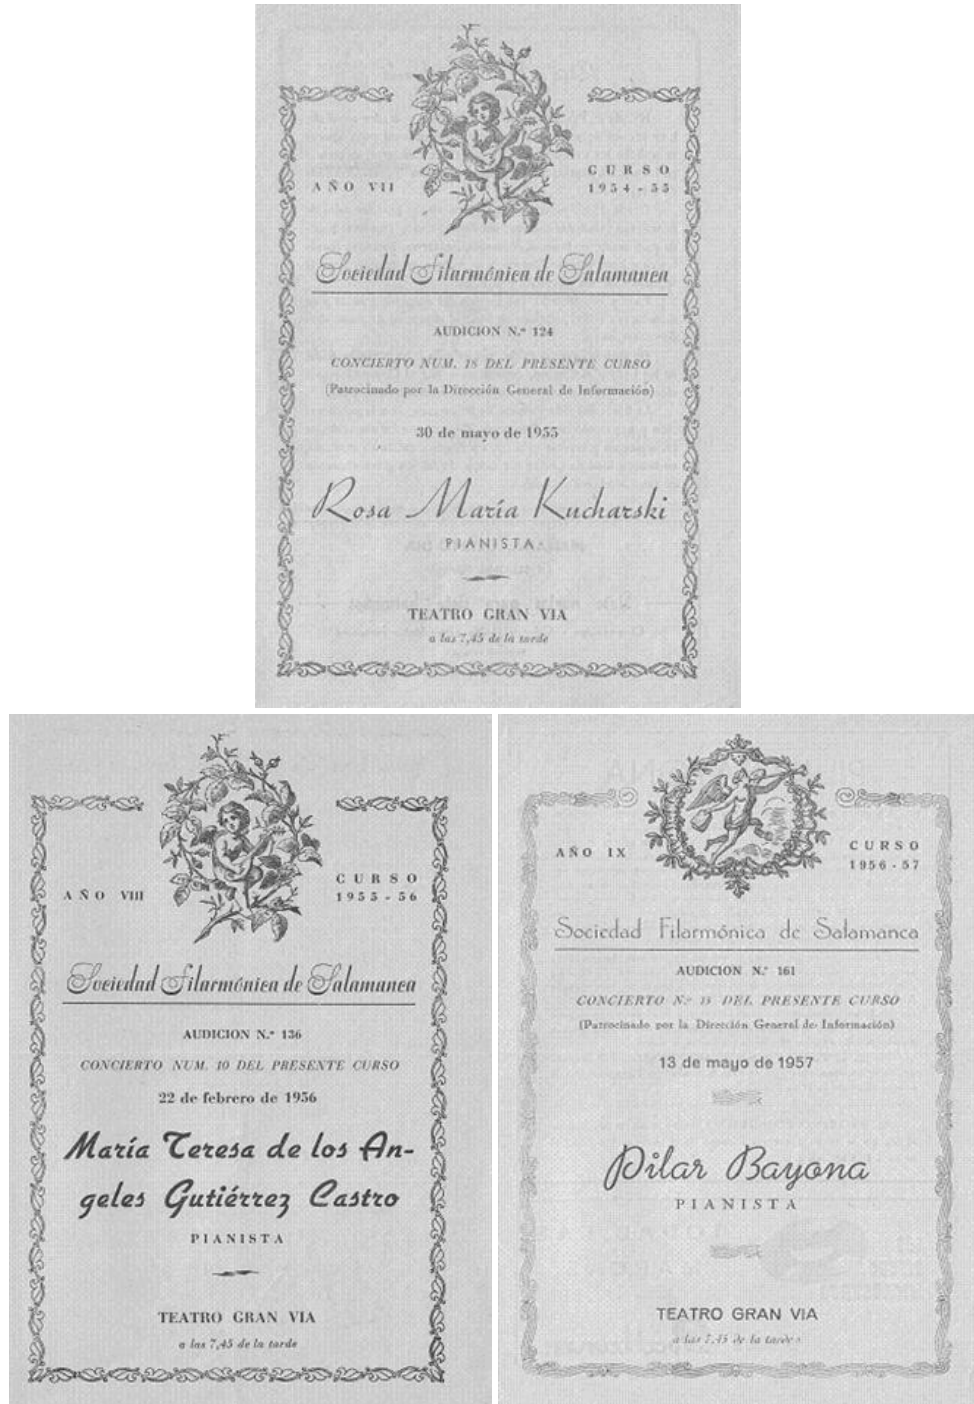 AÑO VII
CURSO
1954-55
Sociedad Filarmónica de Salamanca
AUDICION N.º 124
CONCIERTO NUM. 18 DEL PRESENTE CURSO
(Patrocinado por la Dirección General de Información)
30 de mayo de 1955
Rosa María Kucharski
PIANISTA
TEATRO GRAN VIA
a las 7,45 de la tarde
AÑO VIII
CURSO
1955-56
Sociedad Filarmónica de Salamanca
AUDICION N.º 136
CONCIERTO NUM. 10 DEL PRESENTE CURSO
22 de febrero de 1956
María Teresa de los An-
geles Gutiérrez Castro
PIANISTA
TEATRO GRAN VIA
a las 7,45 de la tarde
AÑO IX
CURSO
1956-57
Sociedad Filarmónica de Salamanca
AUDICION N.º 161
CONCIERTO N.º DEL PRESENTE CURSO
(Patrocinado por la Dirección General de Información)
13 de mayo de 1957
Pilar Bayona
PIANISTA
TEATRO GRAN VIA
a las 7,45 de la tarde